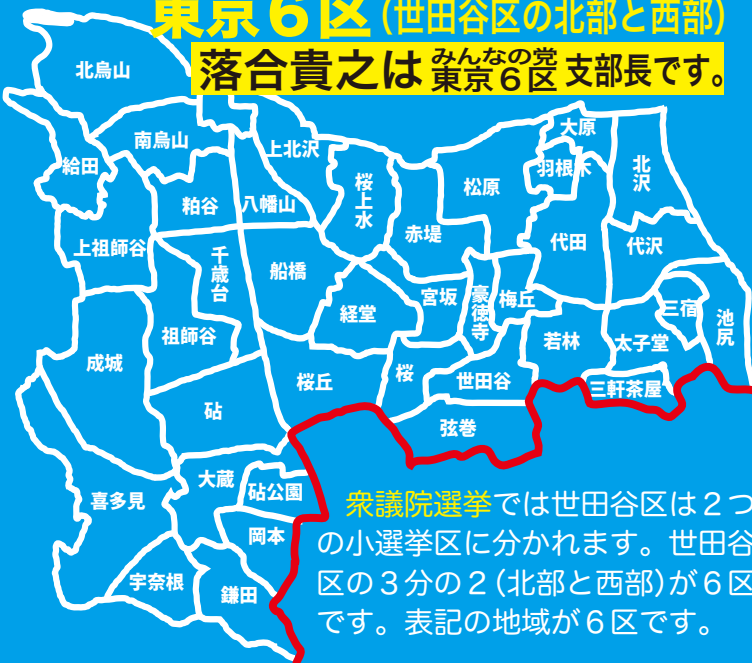 東京6区(世田谷区の北部と西部)
落合貴之は みんなの党 東京6区 支部長です。
北烏山
南烏山
上北沢
大原
給田
羽根木
北沢
桜上水
松原
粕谷
八幡山
赤堤
代田
代沢
上祖師谷
千歳台
船橋
宮坂
豪徳寺
梅丘
三宿
池尻
経堂
祖師谷
若林
太子堂
成城
桜丘
桜
世田谷
三軒茶屋
砧
弦巻
大蔵
砧公園
喜多見
岡本
宇奈根
鎌田
衆議院選挙では世田谷区は2つ
の小選挙区に分かれます。世田谷
区の3分の2(北部と西部)が6区
です。表記の地域が6区です。